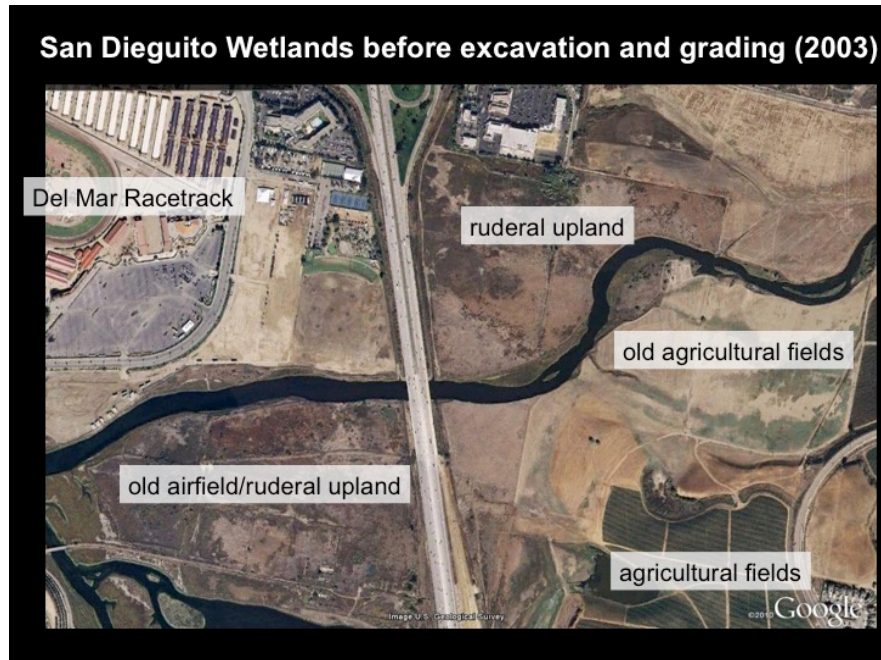 San Dieguito Wetlands before excavation and grading (2003)
Del Mar Racetrack
ruderal upland
old agricultural fields
old airfield/ruderal upland
agricultural fields
Image U.S. Geological Survey
©2010 Google